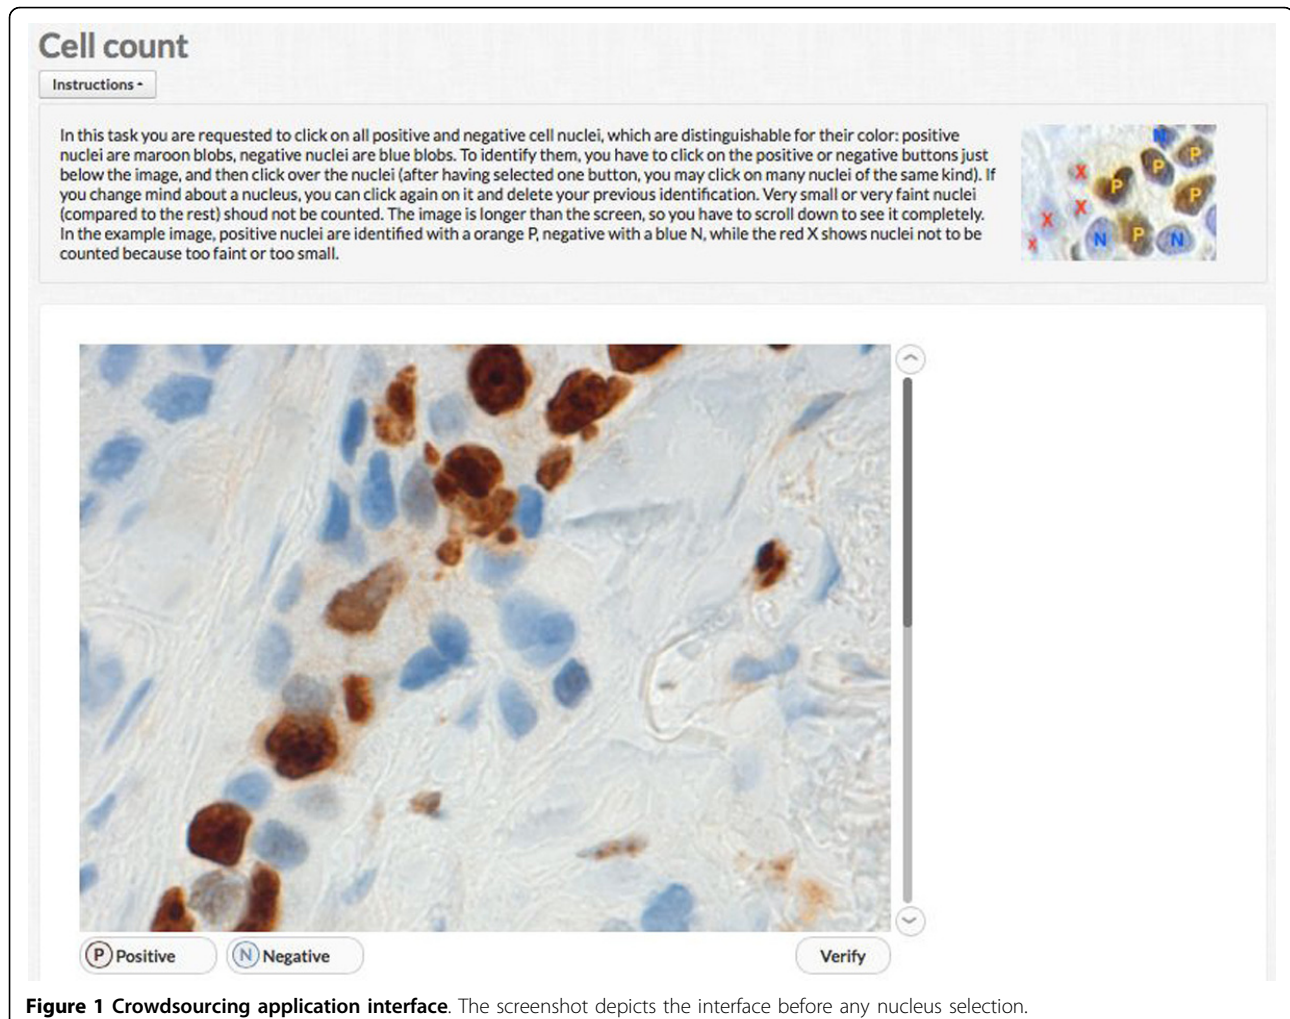 Cell count
Instructions
In this task you are requested to click on all positive and negative cell nuclei, which are distinguishable for their color: positive
nuclei are maroon blobs, negative nuclei are blue blobs. To identify them, you have to click on the positive or negative buttons just
below the image, and then click over the nuclei (after having selected one button, you may click on many nuclei of the same kind). If
you change mind about a nucleus, you can click again on it and delete your previous identification. Very small or very faint nuclei
(compared to the rest) shoud not be counted. The image is longer than the screen, so you have to scroll down to see it completely.
In the example image, positive nuclei are identified with a orange P, negative with a blue N, while the red X shows nuclei not to be
counted because too faint or too small.
N
P P
X P P
X X
X N P N
P Positive N Negative Verify
Figure 1 Crowdsourcing application interface. The screenshot depicts the interface before any nucleus selection.